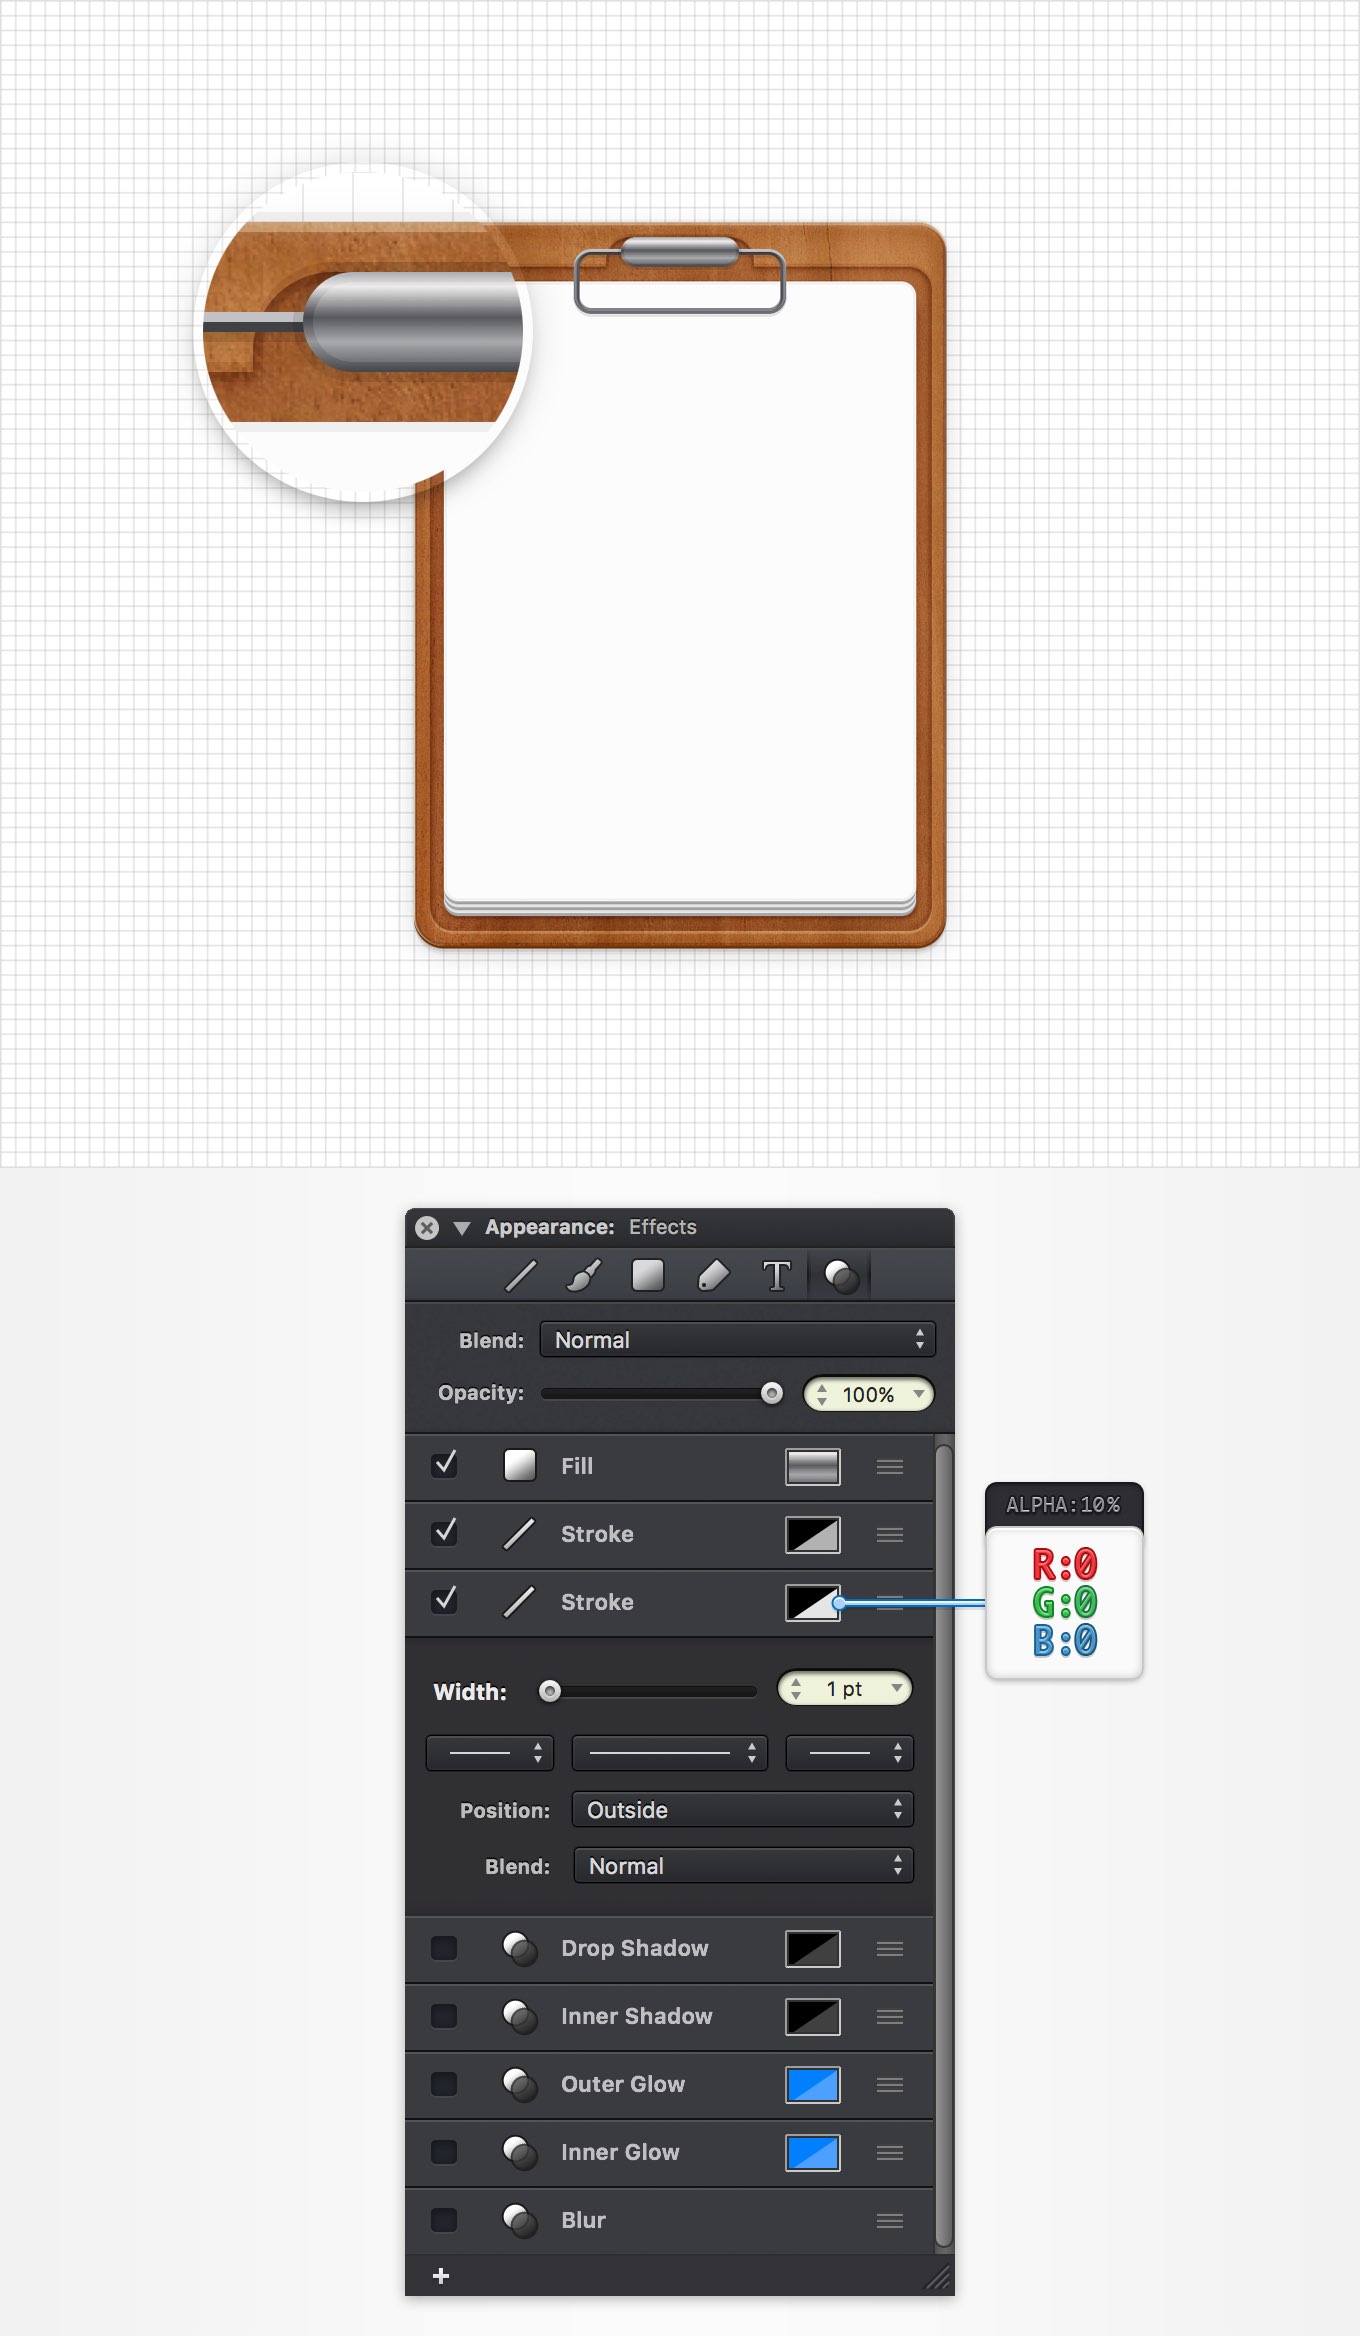 Appearance: Effects
T
Blend: Normal
Opacity: 100%
Fill
Stroke
ALPHA:10%
R:0
G:0
B:0
Stroke
Width: 1 pt
Position: Outside
Blend: Normal
Drop Shadow
Inner Shadow
Outer Glow
Inner Glow
Blur
+